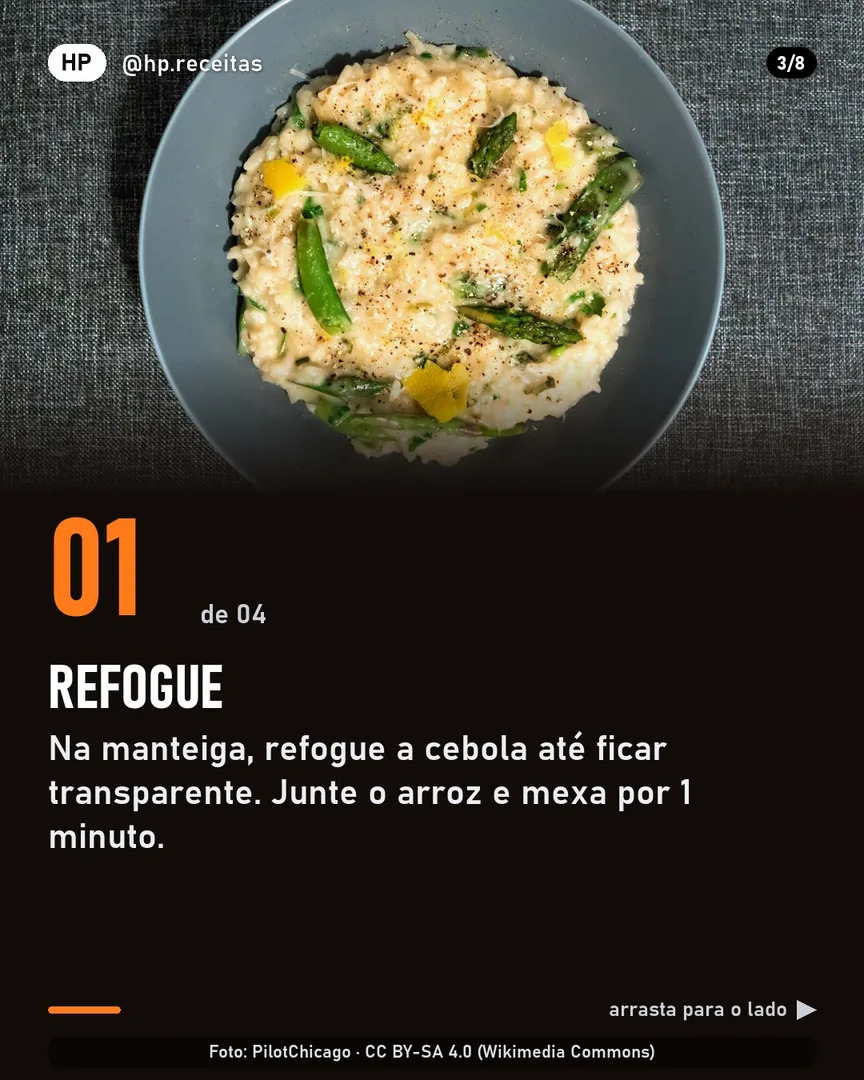 HP @hp.receitas 3/8
01 de 04
REFOGUE
Na manteiga, refogue a cebola até ficar
transparente. Junte o arroz e mexa por 1
minuto.
arrasta para o lado ▶
Foto: PilotChicago · CC BY-SA 4.0 (Wikimedia Commons)